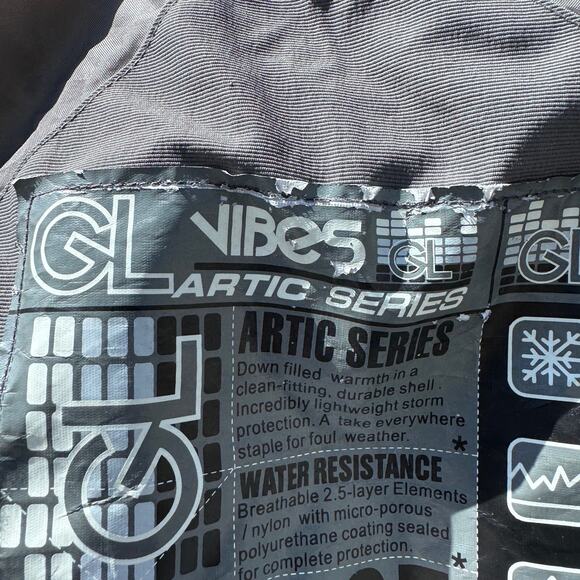 GL VIBES GL GL
ARTIC SERIES
GL
ARTIC SERIES
Down filled warmth in a
clean-fitting, durable shell.
Incredibly lightweight storm
protection. A take everywhere
staple for foul weather. *
WATER RESISTANCE
Breathable 2.5-layer Elements
/ nylon with micro-porous
polyurethane coating sealed
for complete protection. *